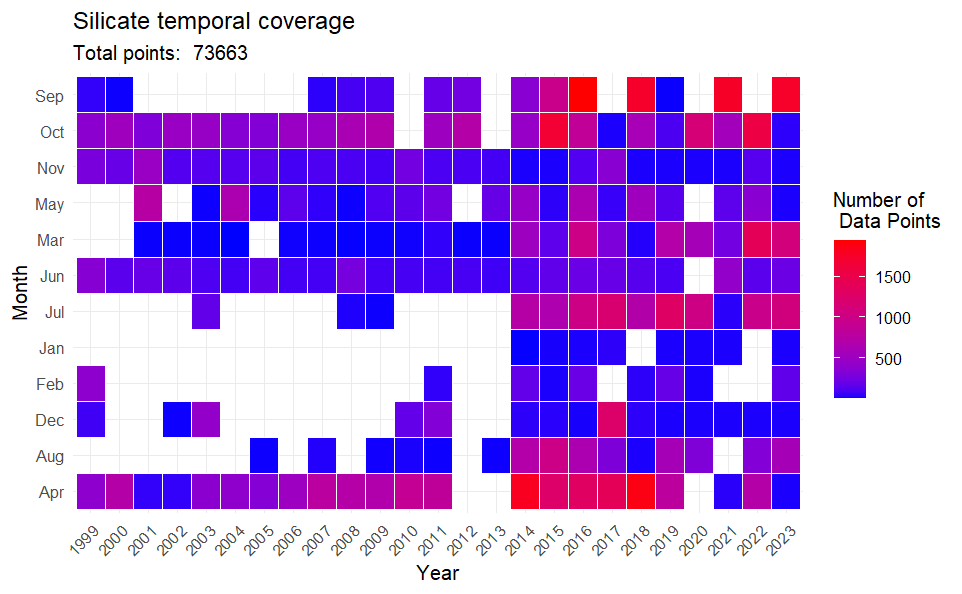 Silicate temporal coverage
Total points:  73663
Sep
Oct
Nov
May
Mar
Jun
Jul
Jan
Feb
Dec
Aug
Apr
Month
1999 2000 2001 2002 2003 2004 2005 2006 2007 2008 2009 2010 2011 2012 2013 2014 2015 2016 2017 2018 2019 2020 2021 2022 2023
Year
Number of
Data Points
1500
1000
500